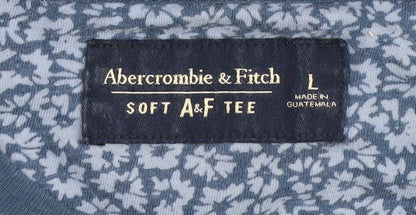 Abercrombie & Fitch
SOFT A&F TEE
L
MADE IN
GUATEMALA